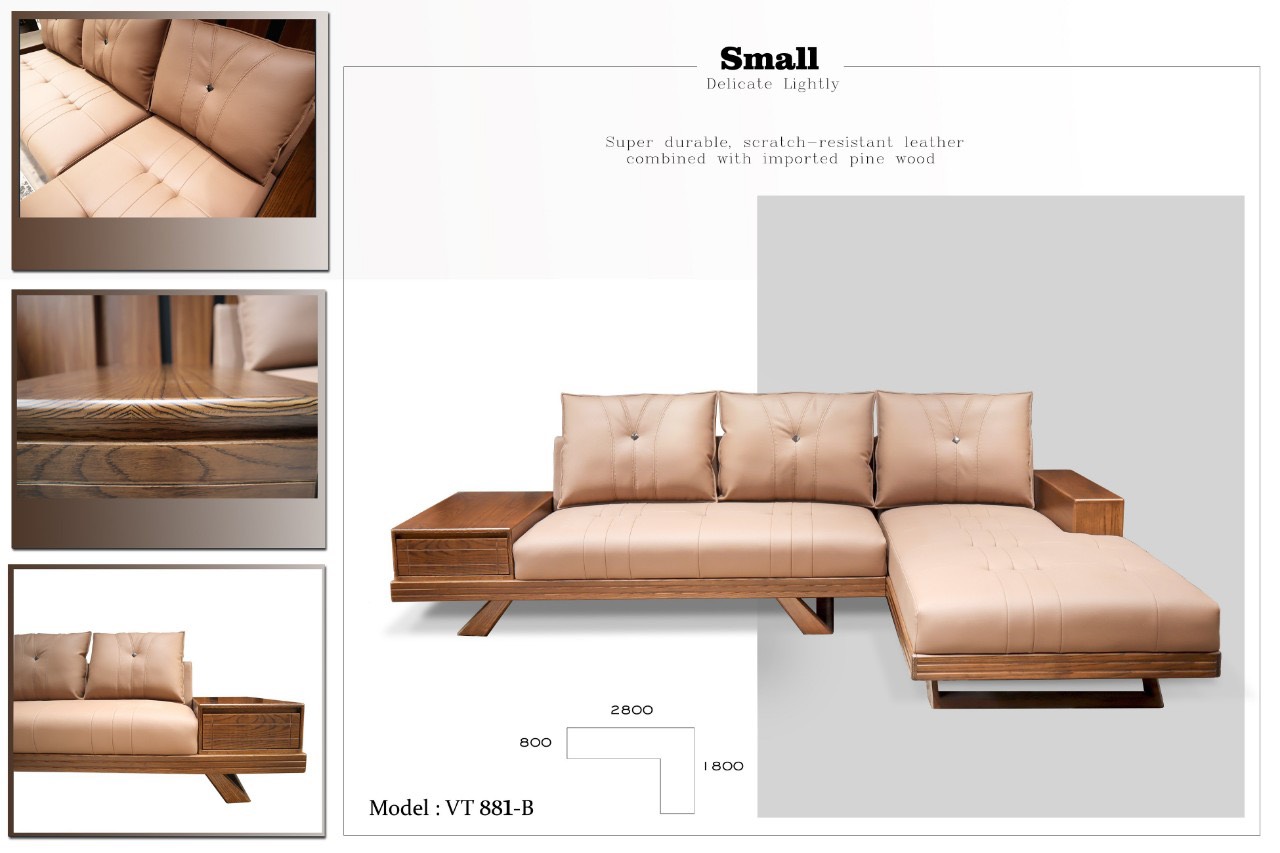 Small
Delicate Lightly
Super durable, scratch-resistant leather
combined with imported pine wood
2800
800
1800
Model : VT 881-B